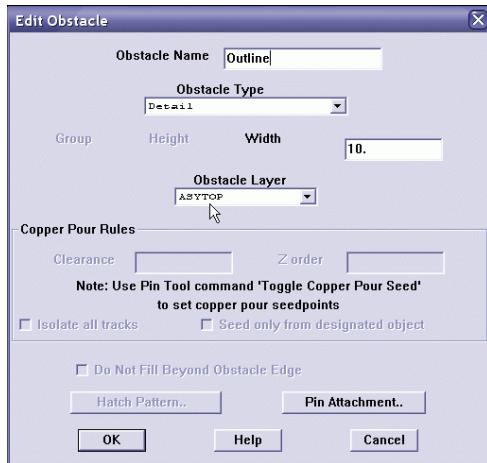 Edit Obstacle
Obstacle Name Outline
Obstacle Type
Detail
Group Height Width 10.
Obstacle Layer
ASYTOP
Copper Pour Rules
Clearance Z order
Note: Use Pin Tool command 'Toggle Copper Pour Seed'
to set copper pour seedpoints
Isolate all tracks Seed only from designated object
Do Not Fill Beyond Obstacle Edge
Hatch Pattern.. Pin Attachment..
OK Help Cancel